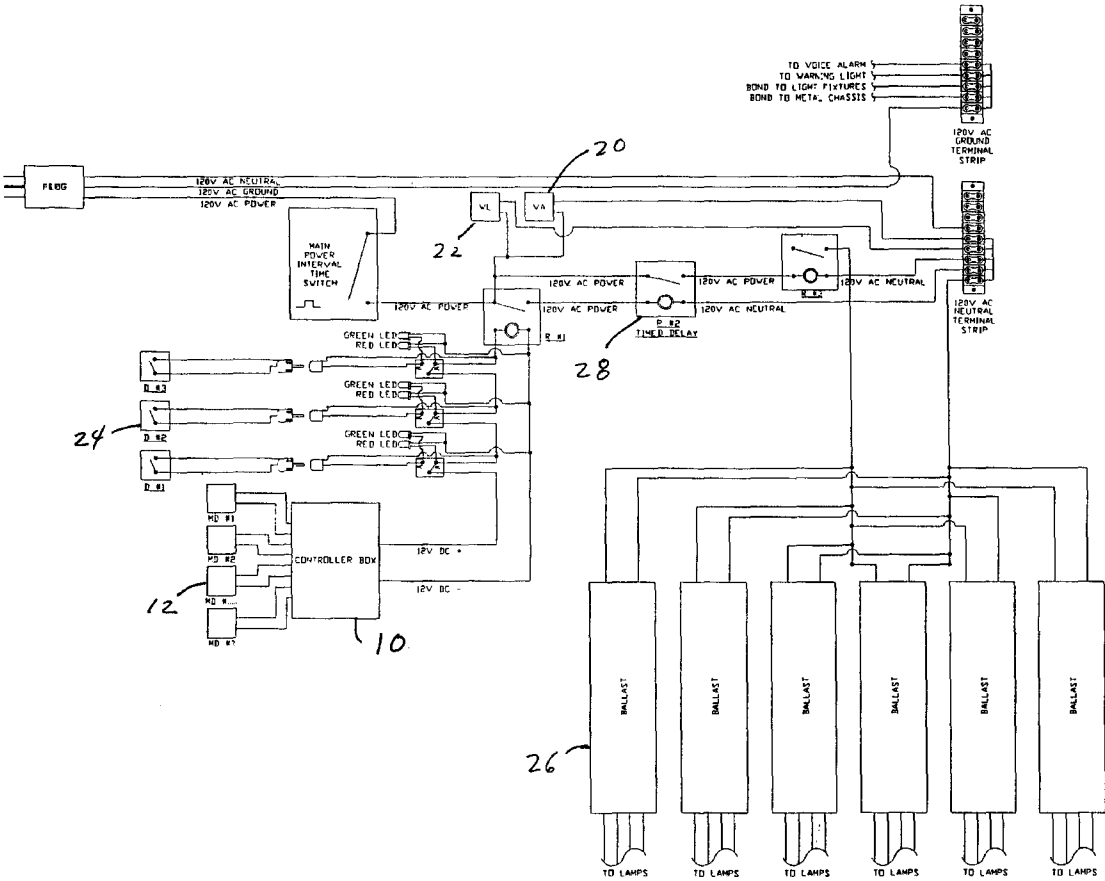 TO VOICE ALARM
TO WARNING LIGHT
BOND TO LIGHT FIXTURES
BOND TO METAL CHASSIS
120V AC
GROUND
TERMINAL
STRIP
PLUG
120V AC NEUTRAL
120V AC GROUND
120V AC POWER
20
WL
VA
22
MAIN
POWER
INTERVAL
TIME
SWITCH
120V AC POWER
120V AC POWER
120V AC POWER
120V AC NEUTRAL
R #3
120V AC POWER
120V AC NEUTRAL
120V AC
NEUTRAL
TERMINAL
STRIP
R #1
R #2
TIMED DELAY
28
GREEN LED
RED LED
D #3
GREEN LED
RED LED
24
D #2
GREEN LED
RED LED
D #1
MD #1
MD #2
12
MD #....
MD #?
CONTROLLER BOX
10
12V DC +
12V DC -
BALLAST
BALLAST
BALLAST
BALLAST
BALLAST
BALLAST
26
TO LAMPS
TO LAMPS
TO LAMPS
TO LAMPS
TO LAMPS
TO LAMPS